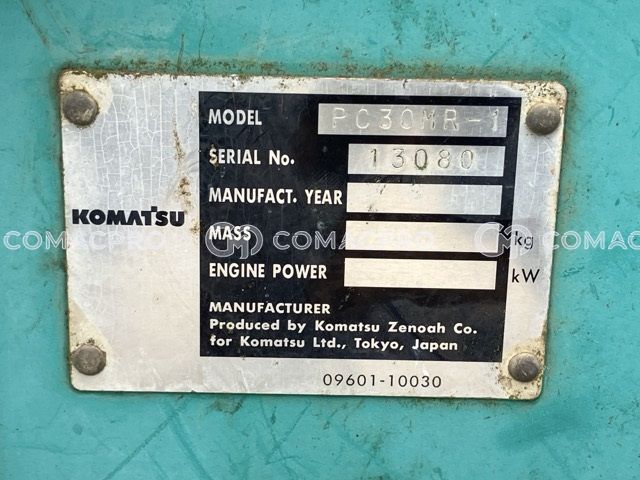 MODEL PC30MR-1
SERIAL No. 13080
MANUFACT. YEAR
KOMATSU
MASS kg
ENGINE POWER kW
MANUFACTURER
Produced by Komatsu Zenoah Co.
for Komatsu Ltd., Tokyo, Japan
09601-10030